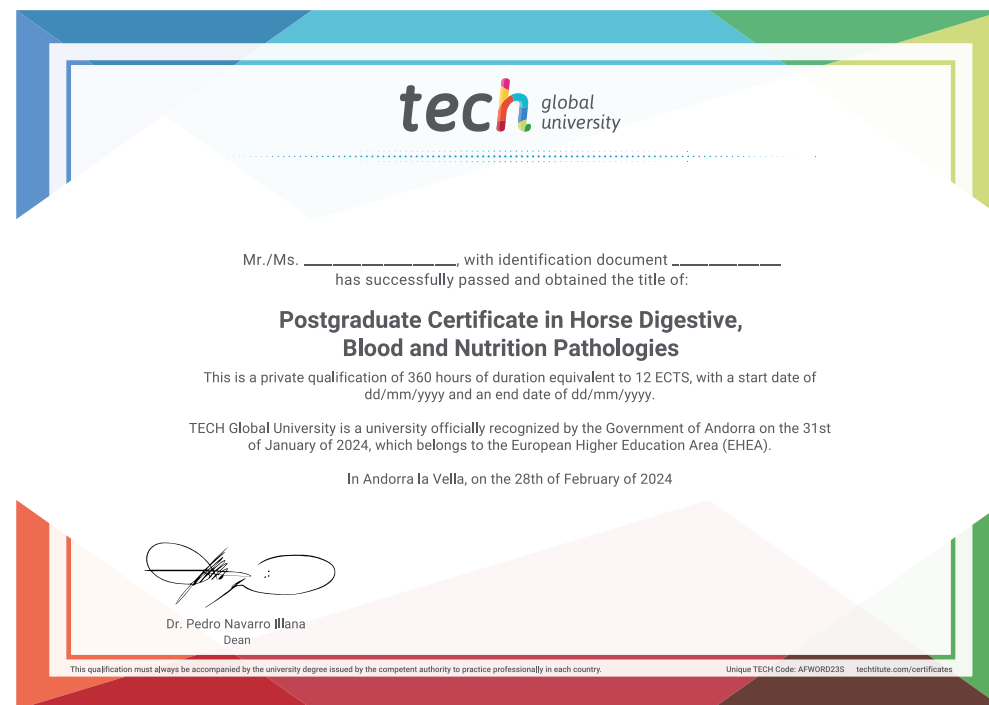 tech global university
Mr./Ms. ________________, with identification document ____________
has successfully passed and obtained the title of:
Postgraduate Certificate in Horse Digestive,
Blood and Nutrition Pathologies
This is a private qualification of 360 hours of duration equivalent to 12 ECTS, with a start date of
dd/mm/yyyy and an end date of dd/mm/yyyy.
TECH Global University is a university officially recognized by the Government of Andorra on the 31st
of January of 2024, which belongs to the European Higher Education Area (EHEA).
In Andorra la Vella, on the 28th of February of 2024
Dr. Pedro Navarro Illana
Dean
This qualification must always be accompanied by the university degree issued by the competent authority to practice professionally in each country.
Unique TECH Code: AFWORD23S techtitute.com/certificates